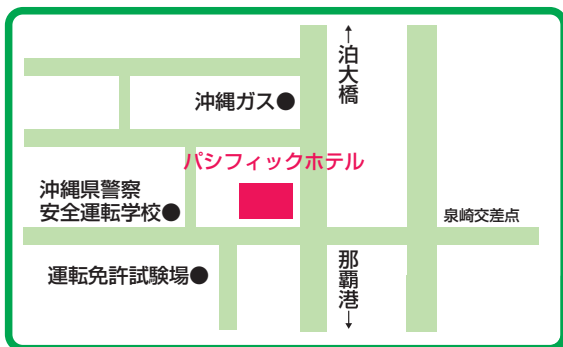 ↑泊大橋
沖縄ガス●
パシフィックホテル
沖縄県警察
安全運転学校●
泉崎交差点
運転免許試験場●
那覇港↓